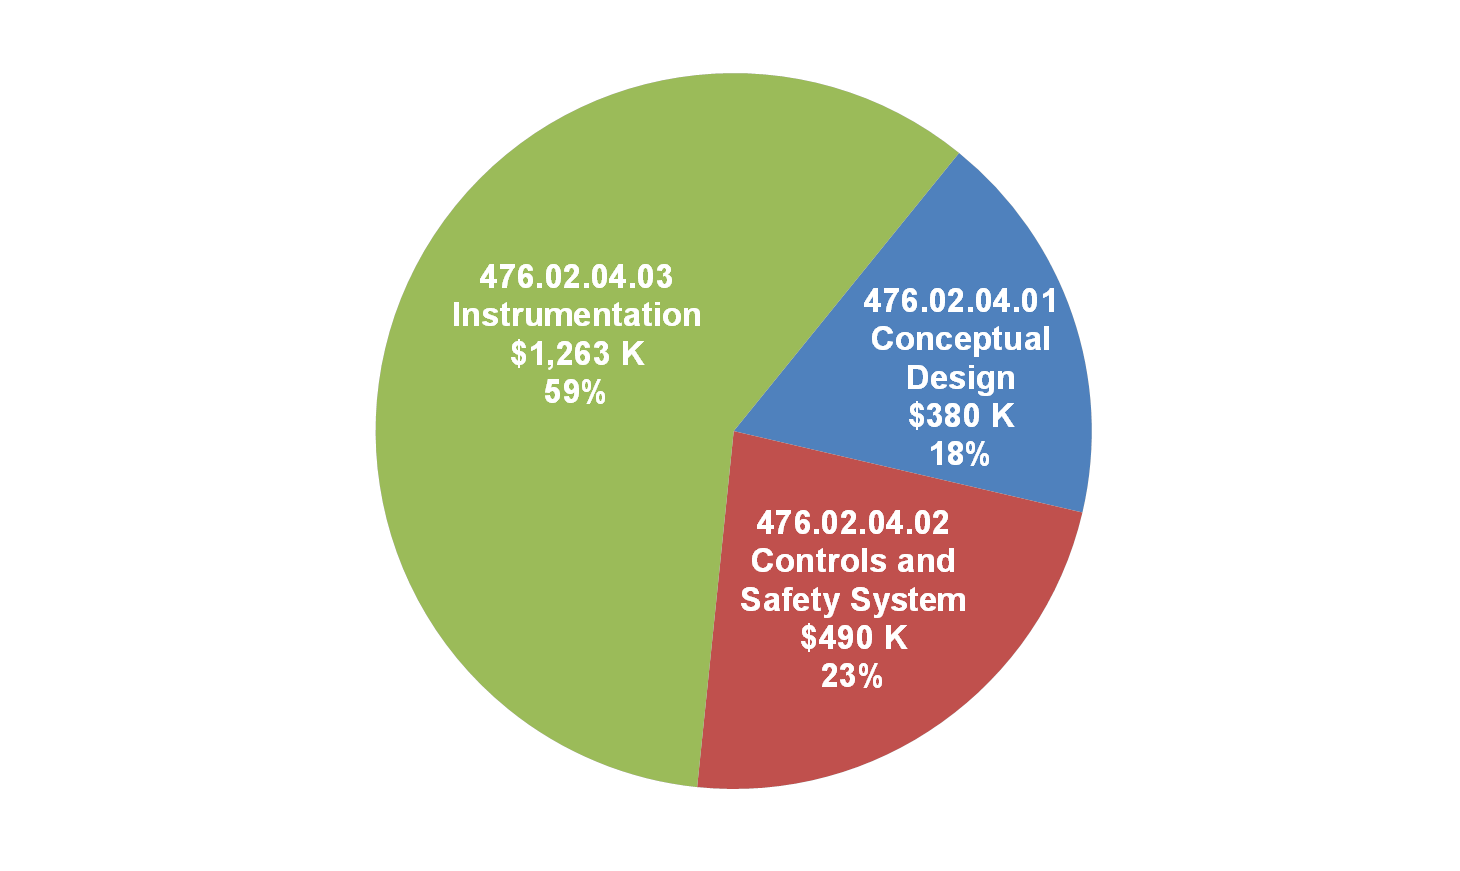 476.02.04.03
Instrumentation
$1,263 K
59%
476.02.04.01
Conceptual
Design
$380 K
18%
476.02.04.02
Controls and
Safety System
$490 K
23%